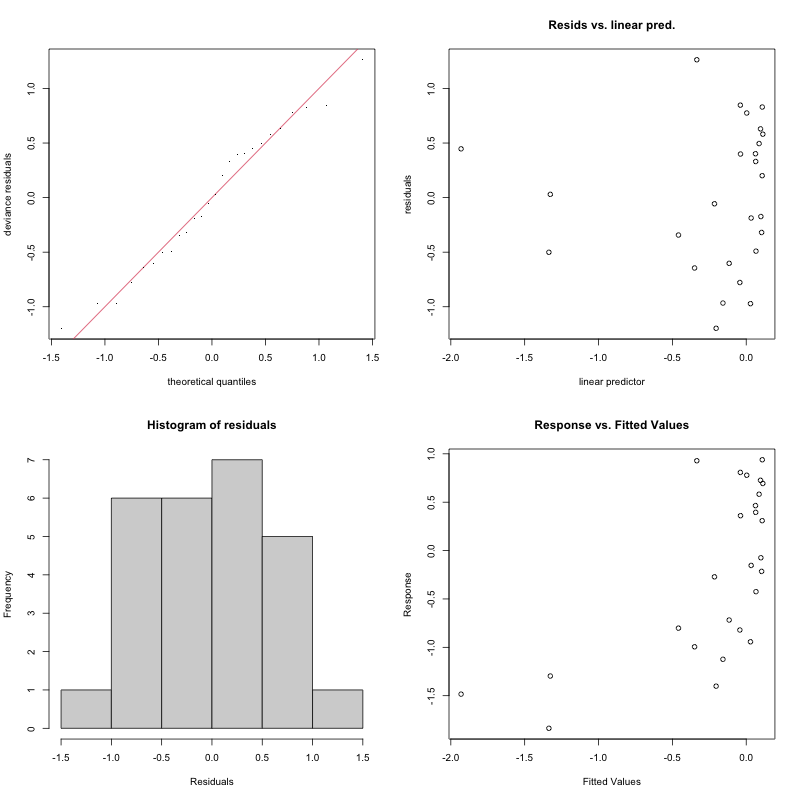 deviance residuals
1.0
0.5
0.0
-0.5
-1.0
-1.5 -1.0 -0.5 0.0 0.5 1.0 1.5
theoretical quantiles
Resids vs. linear pred.
residuals
1.0
0.5
0.0
-0.5
-1.0
-2.0 -1.5 -1.0 -0.5 0.0
linear predictor
Histogram of residuals
Frequency
7
6
5
4
3
2
1
0
-1.5 -1.0 -0.5 0.0 0.5 1.0 1.5
Residuals
Response vs. Fitted Values
Response
1.0
0.5
0.0
-0.5
-1.0
-1.5
-2.0 -1.5 -1.0 -0.5 0.0
Fitted Values